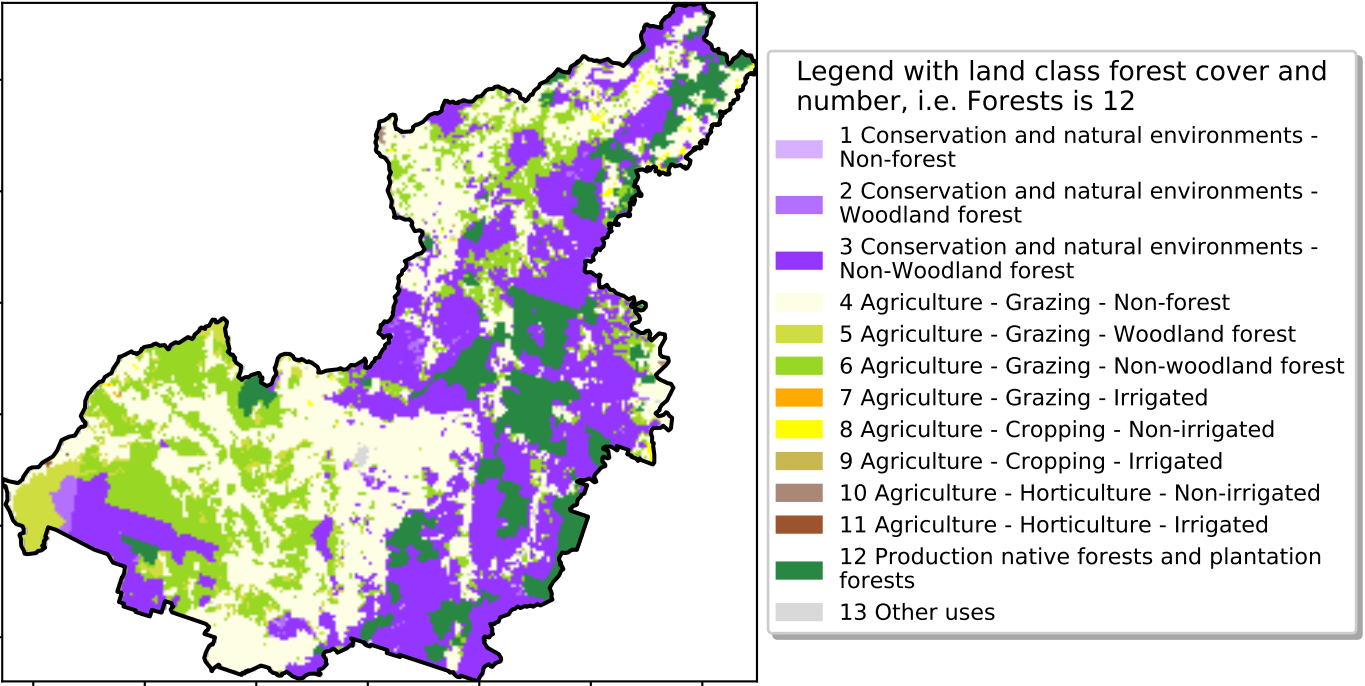 Legend with land class forest cover and
number, i.e. Forests is 12
1 Conservation and natural environments -
Non-forest
2 Conservation and natural environments -
Woodland forest
3 Conservation and natural environments -
Non-Woodland forest
4 Agriculture - Grazing - Non-forest
5 Agriculture - Grazing - Woodland forest
6 Agriculture - Grazing - Non-woodland forest
7 Agriculture - Grazing - Irrigated
8 Agriculture - Cropping - Non-irrigated
9 Agriculture - Cropping - Irrigated
10 Agriculture - Horticulture - Non-irrigated
11 Agriculture - Horticulture - Irrigated
12 Production native forests and plantation
forests
13 Other uses